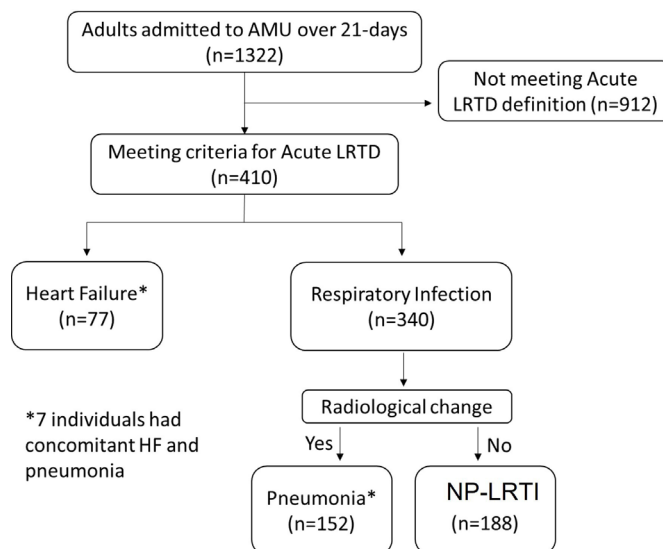 Adults admitted to AMU over 21-days
(n=1322)
Not meeting Acute
LRTD definition (n=912)
Meeting criteria for Acute LRTD
(n=410)
Heart Failure*
(n=77)
Respiratory Infection
(n=340)
*7 individuals had
concomitant HF and
pneumonia
Radiological change
Yes
No
Pneumonia*
(n=152)
NP-LRTI
(n=188)